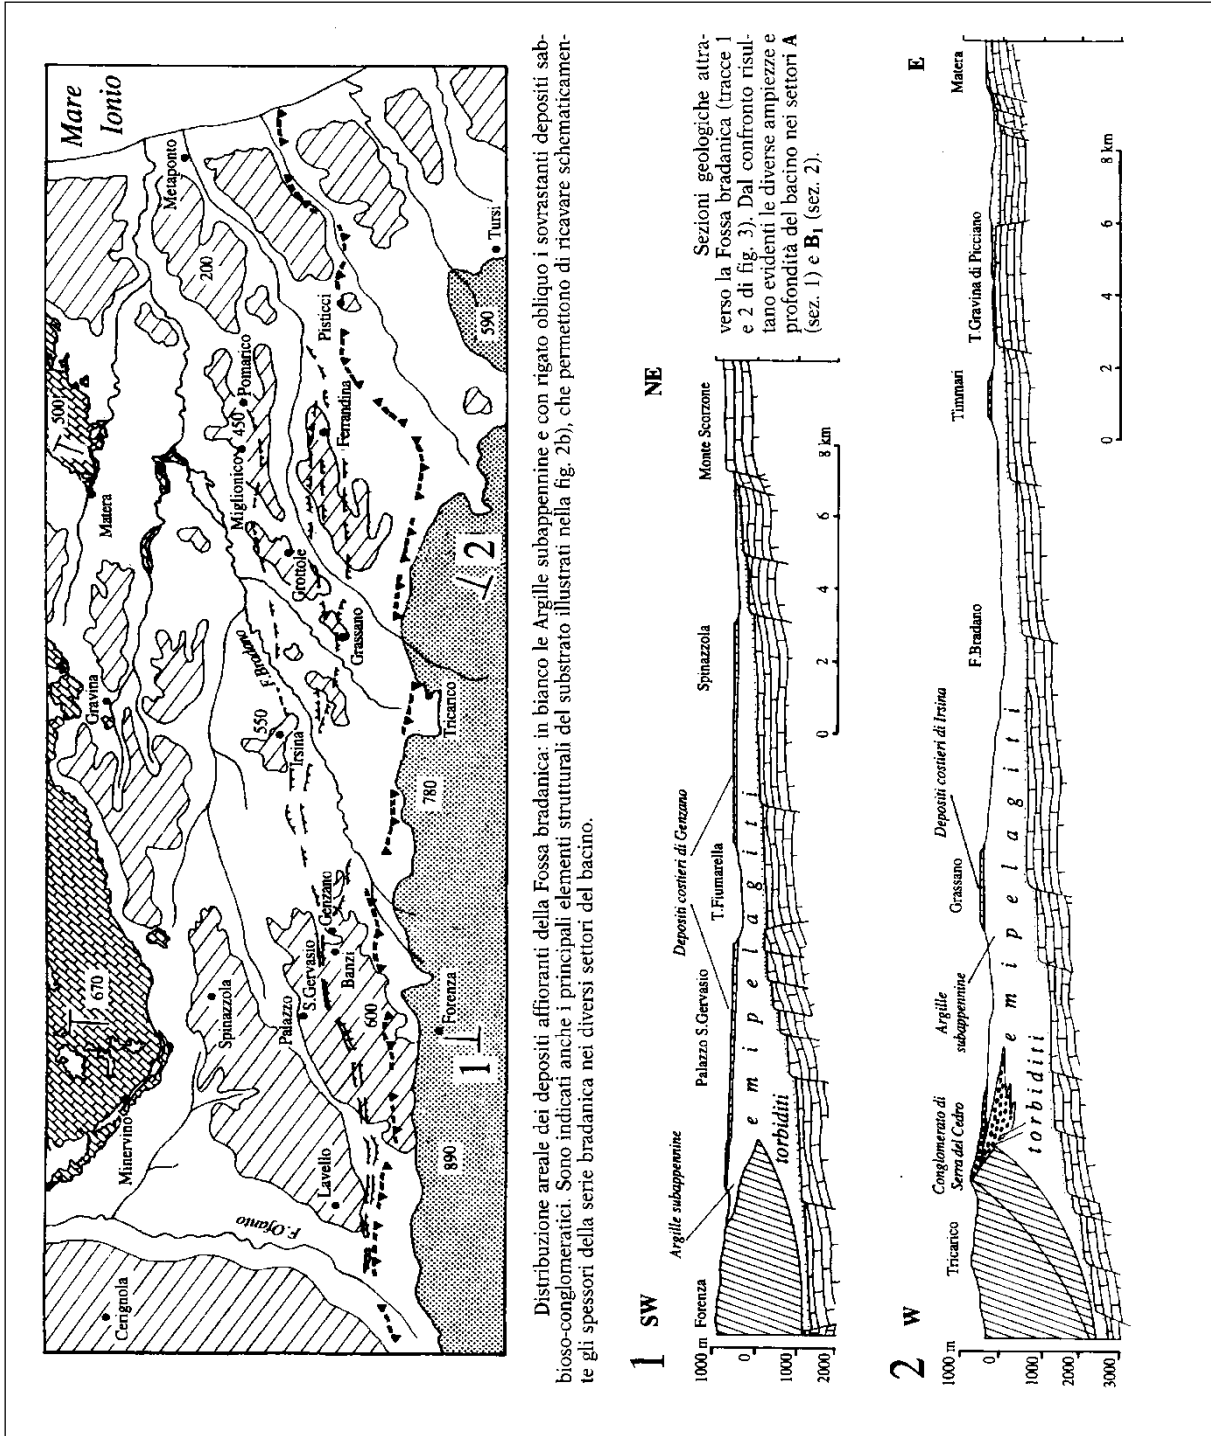 Mare
Ionio
Metaponto
200
Tursi
590
Pisticci
500
Pomarico
450
Miglionico
Ferrandina
Matera
Grottole
Grassano
2
F. Bradano
Gravina
550
Irsina
Tricarico
780
Genzano
S.Gervasio
Banzi
Palazzo
600
Forenza
1
670
Spinazzola
Minervino
Lavello
890
F. Ofanto
Cerignola
Distribuzione areale dei depositi affioranti della Fossa bradanica: in bianco le Argille subappennine e con rigato obliquo i sovrastanti depositi sab-
bioso-conglomeratici. Sono indicati anche i principali elementi strutturali del substrato illustrati nella fig. 2b), che permettono di ricavare schematicamen-
te gli spessori della serie bradanica nei diversi settori del bacino.
1
SW
NE
1000 m
0
1000
2000
Forenza
Argille subappennine
Palazzo S.Gervasio
T.Fiumarella
Depositi costieri di Genzano
Spinazzola
Monte Scorzone
emipelagiti
torbiditi
0 2 4 6 8 km
Sezioni geologiche attra-
verso la Fossa bradanica (tracce 1
e 2 di fig. 3). Dal confronto risul-
tano evidenti le diverse ampiezze e
profondità del bacino nei settori A
(sez. 1) e B1 (sez. 2).
2
W
E
1000 m
0
1000
2000
3000
Tricarico
Conglomerato di
Serra del Cedro
Argille
subappennine
Grassano
Depositi costieri di Irsina
F.Bradano
Timmari
T.Gravina di Picciano
Matera
emipelagiti
torbiditi
0 2 4 6 8 km